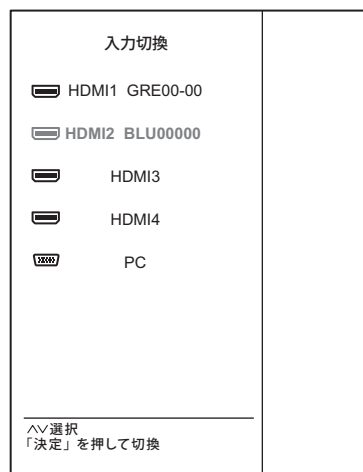 入力切換
HDMI1 GRE00-00
HDMI2 BLU00000
HDMI3
HDMI4
PC
∧∨選択
「決定」を押して切換